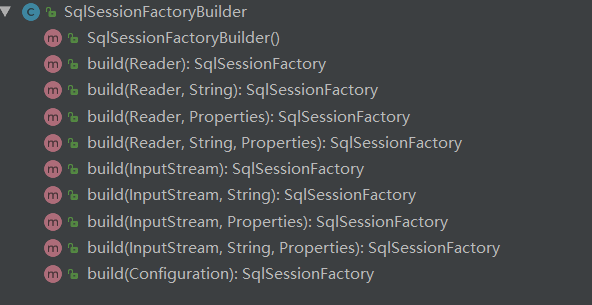 C SqlSessionFactoryBuilder
m SqlSessionFactoryBuilder()
m build(Reader): SqlSessionFactory
m build(Reader, String): SqlSessionFactory
m build(Reader, Properties): SqlSessionFactory
m build(Reader, String, Properties): SqlSessionFactory
m build(InputStream): SqlSessionFactory
m build(InputStream, String): SqlSessionFactory
m build(InputStream, Properties): SqlSessionFactory
m build(InputStream, String, Properties): SqlSessionFactory
m build(Configuration): SqlSessionFactory